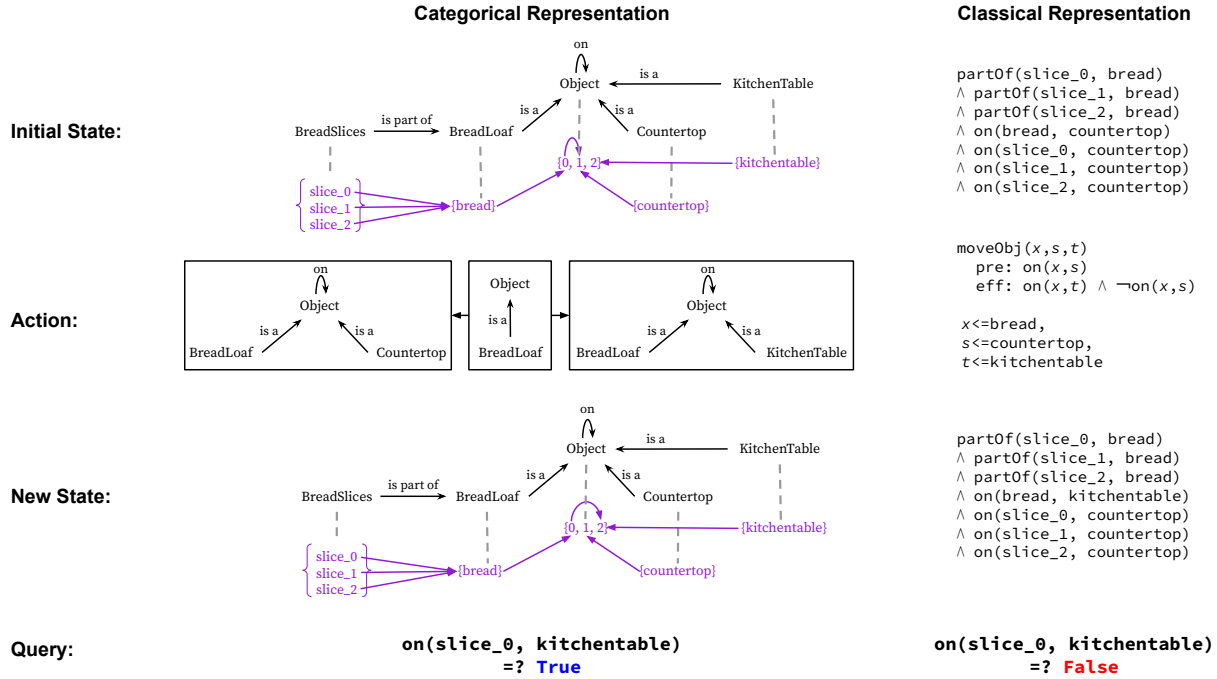 Categorical Representation
Classical Representation
Initial State:
on
Object
is a
KitchenTable
is a
is a
BreadSlices
is part of
BreadLoaf
Countertop
{0, 1, 2}
{kitchentable}
slice_0
slice_1
slice_2
{bread}
{countertop}
partOf(slice_0, bread)
∧ partOf(slice_1, bread)
∧ partOf(slice_2, bread)
∧ on(bread, countertop)
∧ on(slice_0, countertop)
∧ on(slice_1, countertop)
∧ on(slice_2, countertop)
Action:
on
Object
is a
is a
BreadLoaf
Countertop
Object
is a
BreadLoaf
on
Object
is a
is a
BreadLoaf
KitchenTable
moveObj(x,s,t)
pre: on(x,s)
eff: on(x,t) ∧ ¬on(x,s)
x<=bread,
s<=countertop,
t<=kitchentable
New State:
on
Object
is a
KitchenTable
is a
is a
BreadSlices
is part of
BreadLoaf
Countertop
{0, 1, 2}
{kitchentable}
slice_0
slice_1
slice_2
{bread}
{countertop}
partOf(slice_0, bread)
∧ partOf(slice_1, bread)
∧ partOf(slice_2, bread)
∧ on(bread, kitchentable)
∧ on(slice_0, countertop)
∧ on(slice_1, countertop)
∧ on(slice_2, countertop)
Query:
on(slice_0, kitchentable)
=? True
on(slice_0, kitchentable)
=? False